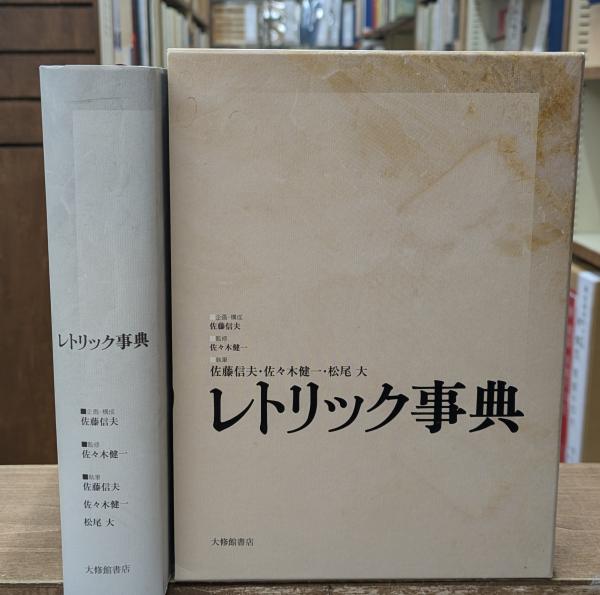 レトリック事典
■企画・構成
佐藤信夫
■監修
佐々木健一
■執筆
佐藤信夫
佐々木健一
松尾 大
大修館書店
■企画・構成
佐藤信夫
■監修
佐々木健一
■執筆
佐藤信夫・佐々木健一・松尾 大
レトリック事典
大修館書店